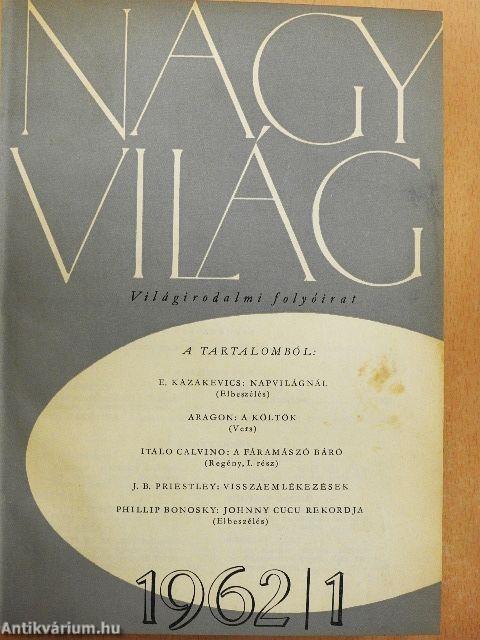 NAGY
VILÁG
Világirodalmi folyóirat
A TARTALOMBÓL:
E. KAZAKEVICS: NAPVILÁGNÁL
(Elbeszélés)
ARAGON: A KÖLTŐK
(Vers)
ITALO CALVINO: A FÁRAMÁSZÓ BÁRÓ
(Regény, I. rész)
J. B. PRIESTLEY: VISSZAEMLÉKEZÉSEK
PHILLIP BONOSKY: JOHNNY CUCU REKORDJA
(Elbeszélés)
1962/1
Antikvárium.hu